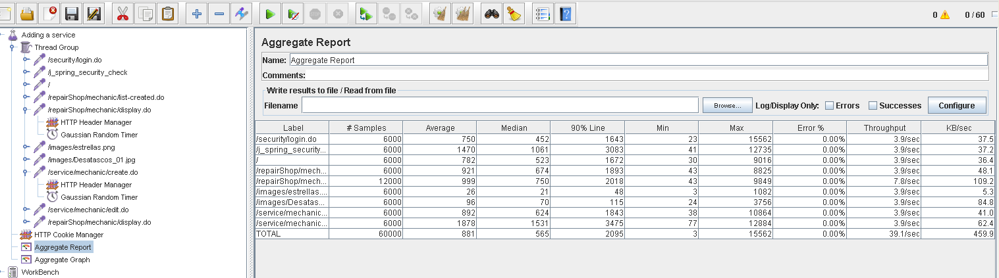 0 0 / 60
Adding a service
Thread Group
/security/login.do
/j_spring_security_check
/
/repairShop/mechanic/list-created.do
/repairShop/mechanic/display.do
HTTP Header Manager
Gaussian Random Timer
/images/estrellas.png
/images/Desatascos_01.jpg
/service/mechanic/create.do
HTTP Header Manager
Gaussian Random Timer
/service/mechanic/edit.do
/repairShop/mechanic/display.do
HTTP Cookie Manager
Aggregate Report
Aggregate Graph
WorkBench
Aggregate Report
Name: Aggregate Report
Comments:
Write results to file / Read from file
Filename Browse... Log/Display Only: Errors Successes Configure
Label # Samples Average Median 90% Line Min Max Error % Throughput KB/sec
/security/login.do 6000 750 452 1643 23 15562 0.00% 3.9/sec 37.5
/j_spring_security... 6000 1470 1061 3083 41 12735 0.00% 3.9/sec 37.2
/ 6000 782 523 1672 30 9016 0.00% 3.9/sec 36.4
/repairShop/mech... 6000 921 674 1893 43 8825 0.00% 3.9/sec 48.1
/repairShop/mech... 12000 999 750 2018 43 9849 0.00% 7.8/sec 109.2
/images/estrellas.... 6000 26 21 48 3 1082 0.00% 3.9/sec 5.3
/images/Desatas... 6000 96 70 115 24 3756 0.00% 3.9/sec 84.8
/service/mechanic... 6000 892 624 1843 38 10864 0.00% 3.9/sec 41.0
/service/mechanic... 6000 1878 1531 3475 77 12884 0.00% 3.9/sec 62.4
TOTAL 60000 881 565 2095 3 15562 0.00% 39.1/sec 459.9